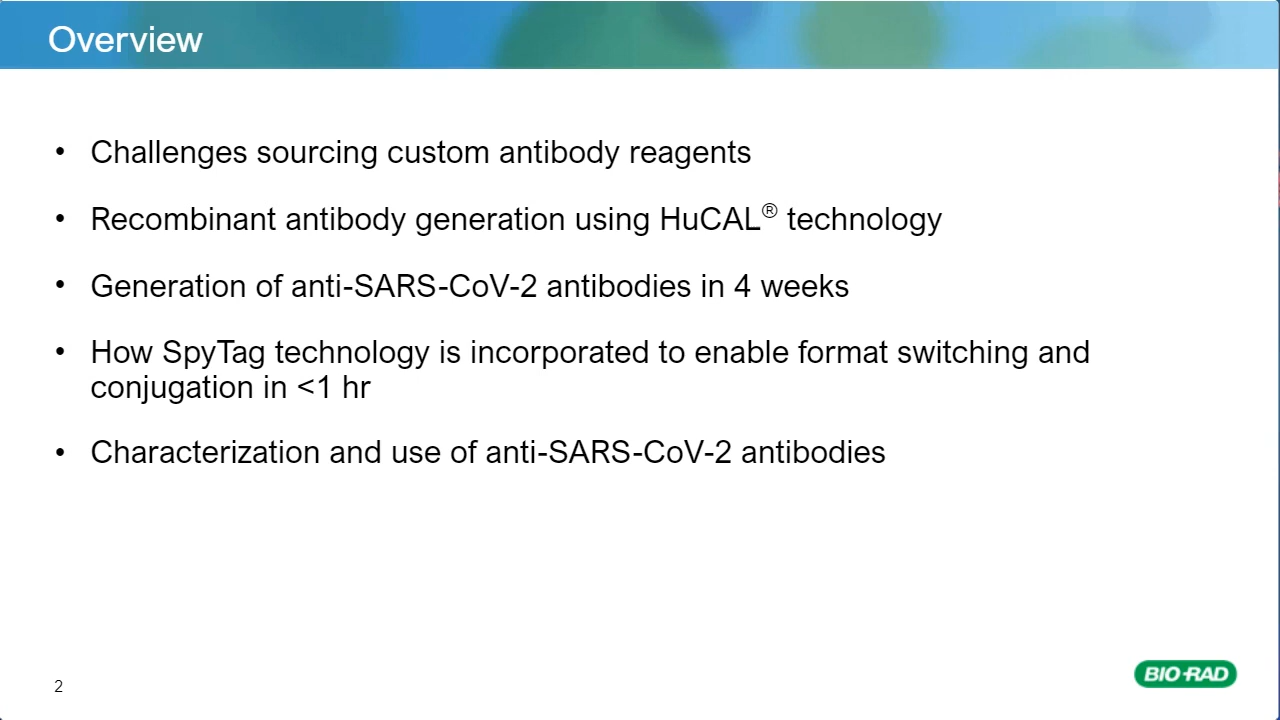 Overview
• Challenges sourcing custom antibody reagents
• Recombinant antibody generation using HuCAL® technology
• Generation of anti-SARS-CoV-2 antibodies in 4 weeks
• How SpyTag technology is incorporated to enable format switching and
conjugation in <1 hr
• Characterization and use of anti-SARS-CoV-2 antibodies
2
BIO-RAD